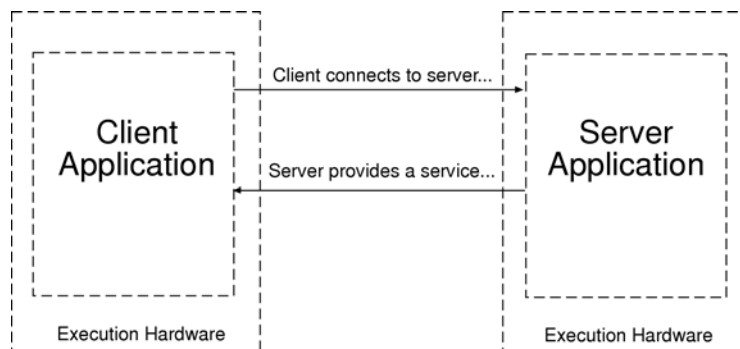 Client connects to server...
Client
Application
Server
Application
Server provides a service...
Execution Hardware
Execution Hardware